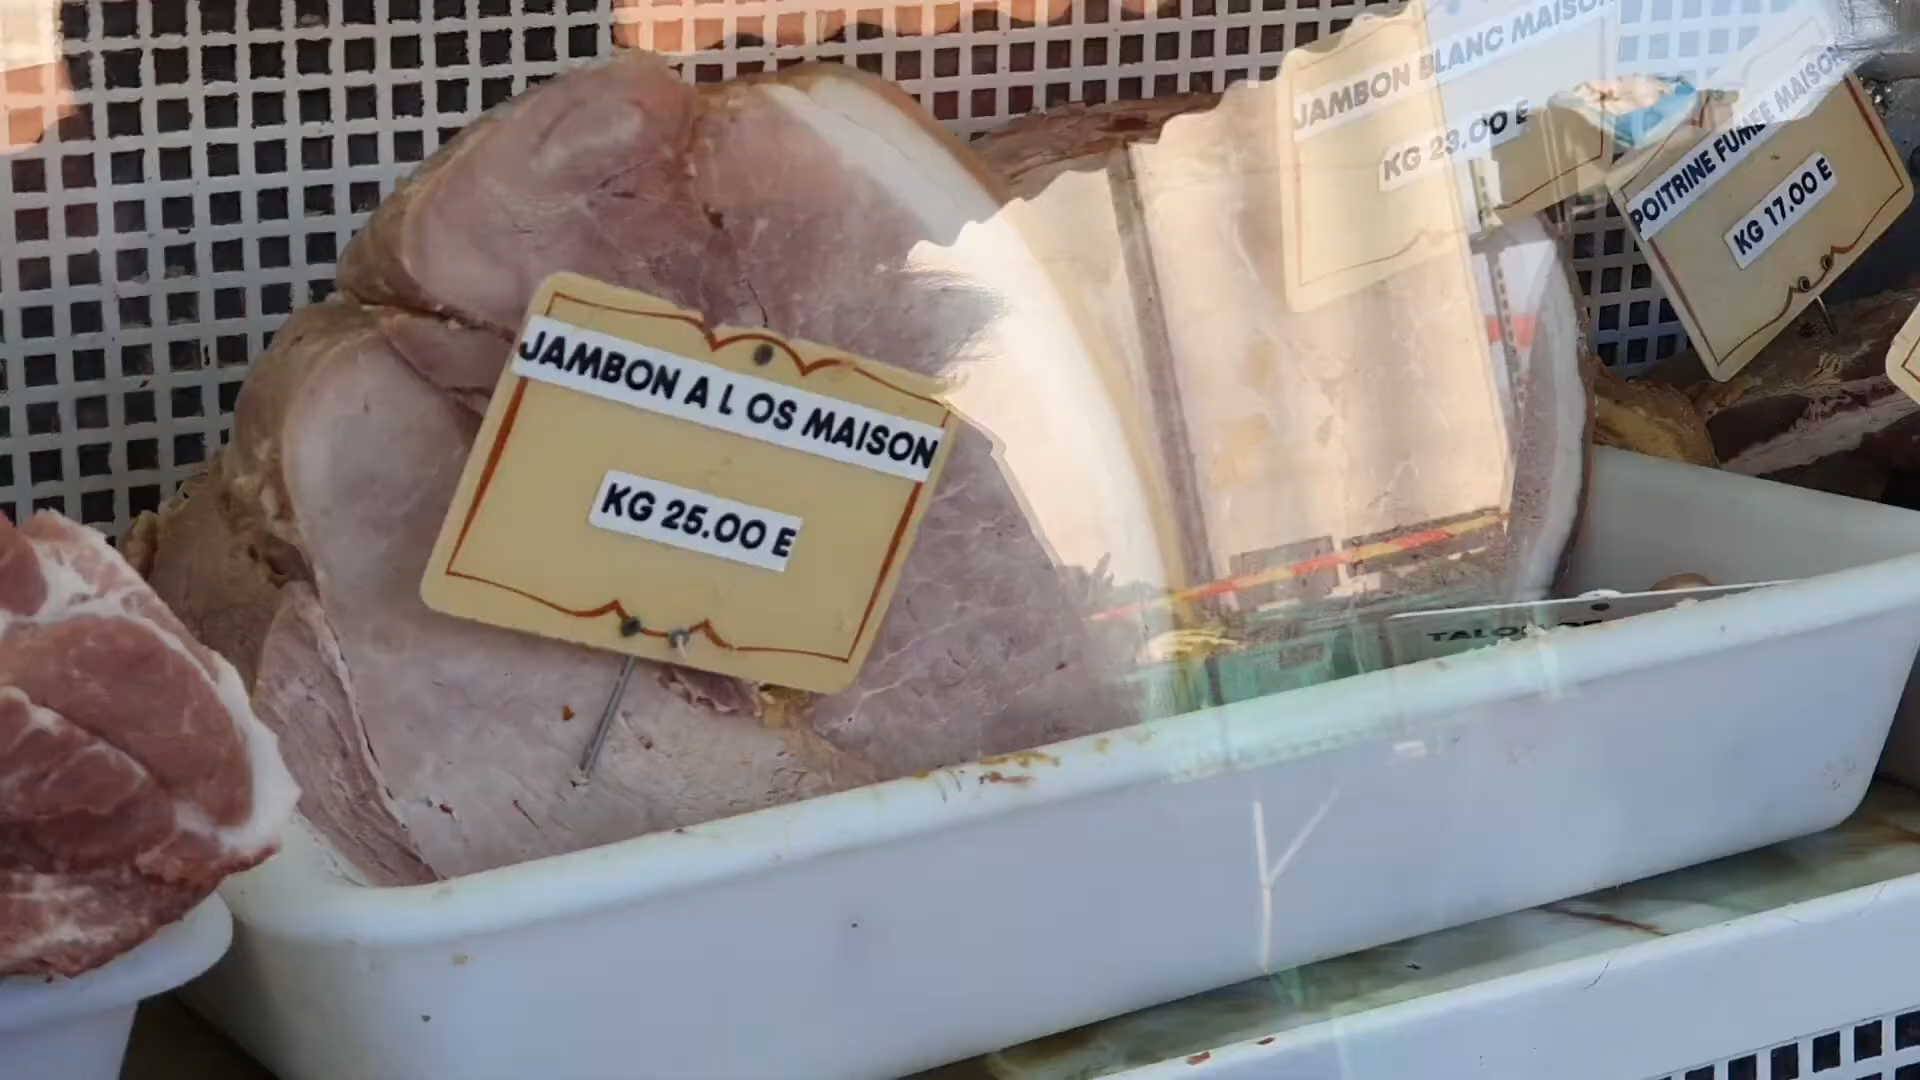 JAMBON A L OS MAISON
KG 25.00 E
JAMBON BLANC MAISON
KG 23.00 E
POITRINE FUMEE MAISON
KG 17.00 E